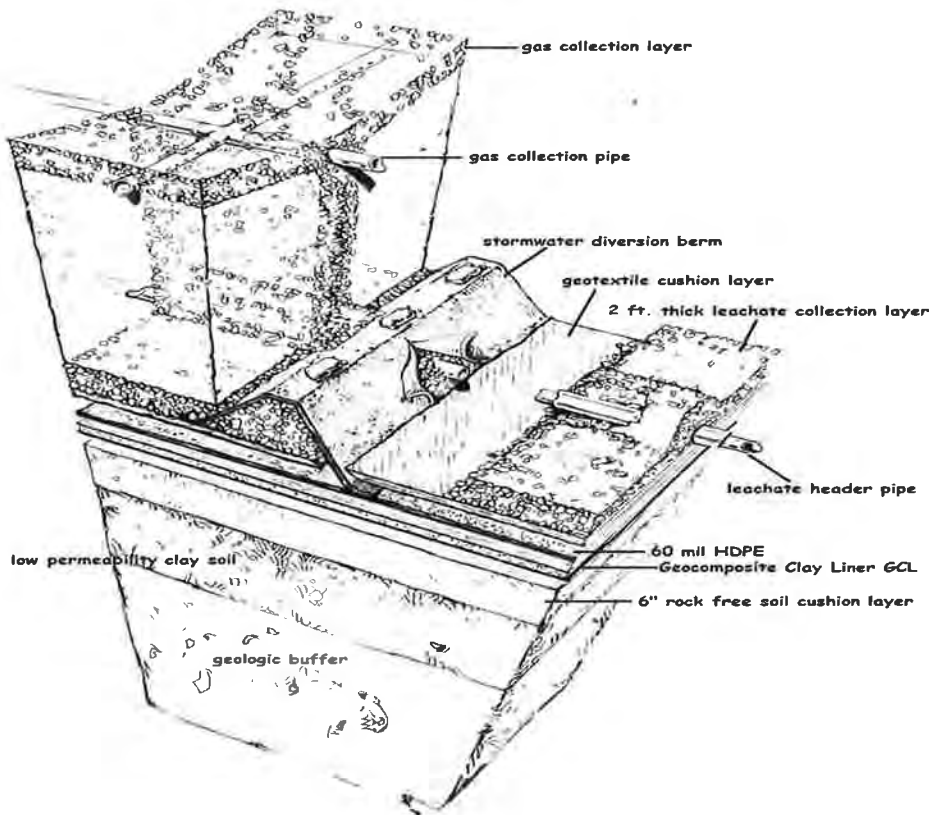 gas collection layer
gas collection pipe
stormwater diversion berm
geotextile cushion layer
2 ft. thick leachate collection layer
leachate header pipe
60 mil HDPE
low permeability clay soil
Geocomposite Clay Liner GCL
6" rock free soil cushion layer
geologic buffer